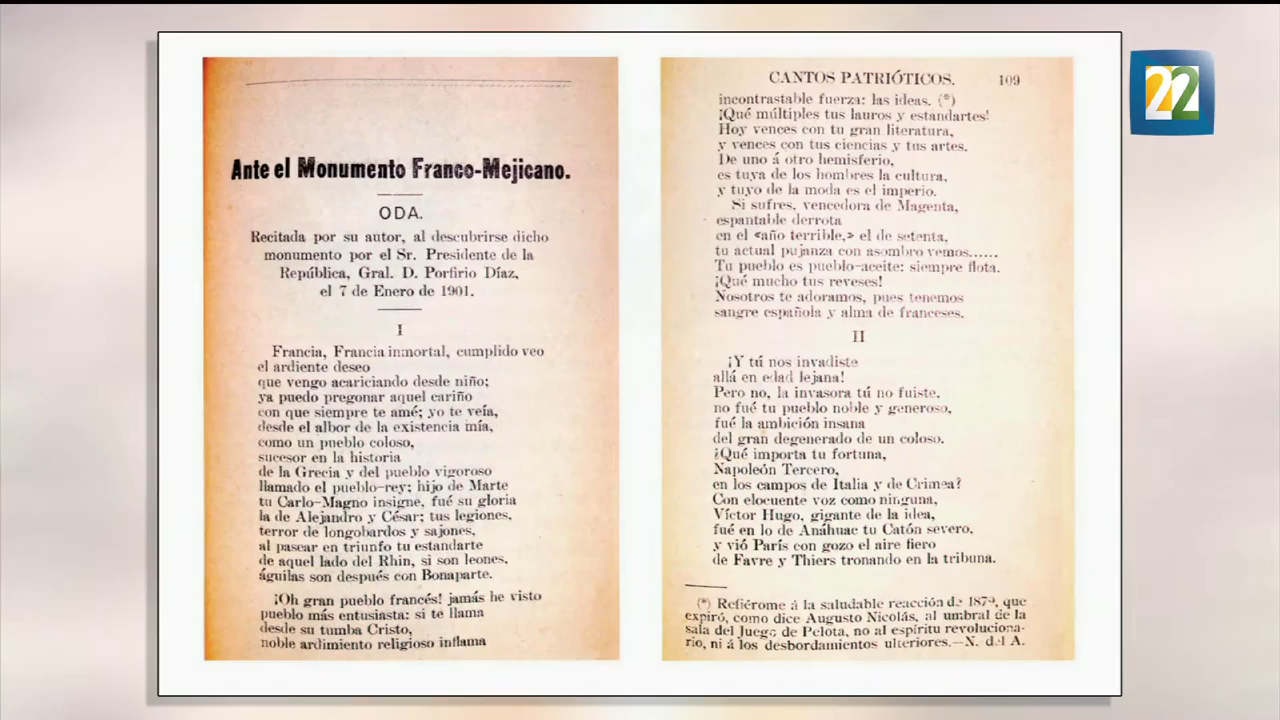 Ante el Monumento Franco-Mejicano.
ODA.
Recitada por su autor, al descubrirse dicho
monumento por el Sr. Presidente de la
República, Gral. D. Porfirio Díaz,
el 7 de Enero de 1901.
I
Francia, Francia inmortal, cumplido veo
el ardiente deseo
que vengo acariciando desde niño;
ya puedo pregonar aquel cariño
con que siempre te amé; yo te veía,
desde el albor de la existencia mía,
como un pueblo coloso,
sucesor en la historia
de la Grecia y del pueblo vigoroso
llamado el pueblo-rey; hijo de Marte
tu Carlo-Magno insigne, fué su gloria
la de Alejandro y César; tus legiones,
terror de longobardos y sajones,
al pasear en triunfo tu estandarte
de aquel lado del Rhin, si son leones,
águilas son después con Bonaparte.
¡Oh gran pueblo francés! jamás he visto
pueblo más entusiasta: si te llama
desde su tumba Cristo,
noble ardimiento religioso inflama
CANTOS PATRIÓTICOS. 109
incontrastable fuerza: las ideas. (*)
¡Qué múltiples tus lauros y estandartes!
Hoy vences con tu gran literatura,
y vences con tus ciencias y tus artes.
De uno á otro hemisferio,
es tuya de los hombres la cultura,
y tuyo de la moda es el imperio.
Si sufres, vencedora de Magenta,
espantable derrota
en el «año terrible,» el de setenta,
tu actual pujanza con asombro vemos......
Tu pueblo es pueblo-aceite: siempre flota.
¡Qué mucho tus reveses!
Nosotros te adoramos, pues tenemos
sangre española y alma de franceses.
II
¡Y tú nos invadiste
allá en edad lejana!
Pero no, la invasora tú no fuiste,
no fué tu pueblo noble y generoso,
fué la ambición insana
del gran degenerado de un coloso.
¿Qué importa tu fortuna,
Napoleón Tercero,
en los campos de Italia y de Crimea?
Con elocuente voz como ninguna,
Víctor Hugo, gigante de la idea,
fué en lo de Anáhuac tu Catón severo,
y vió París con gozo el aire fiero
de Favre y Thiers tronando en la tribuna.
(*) Refiérome á la saludable reacción de que
expiró, como dice Augusto Nicolás, al umbral de la
sala del Juego de Pelota, no al espíritu revoluciona-
rio, ni á los desbordamientos ulteriores.—N. del A.
22